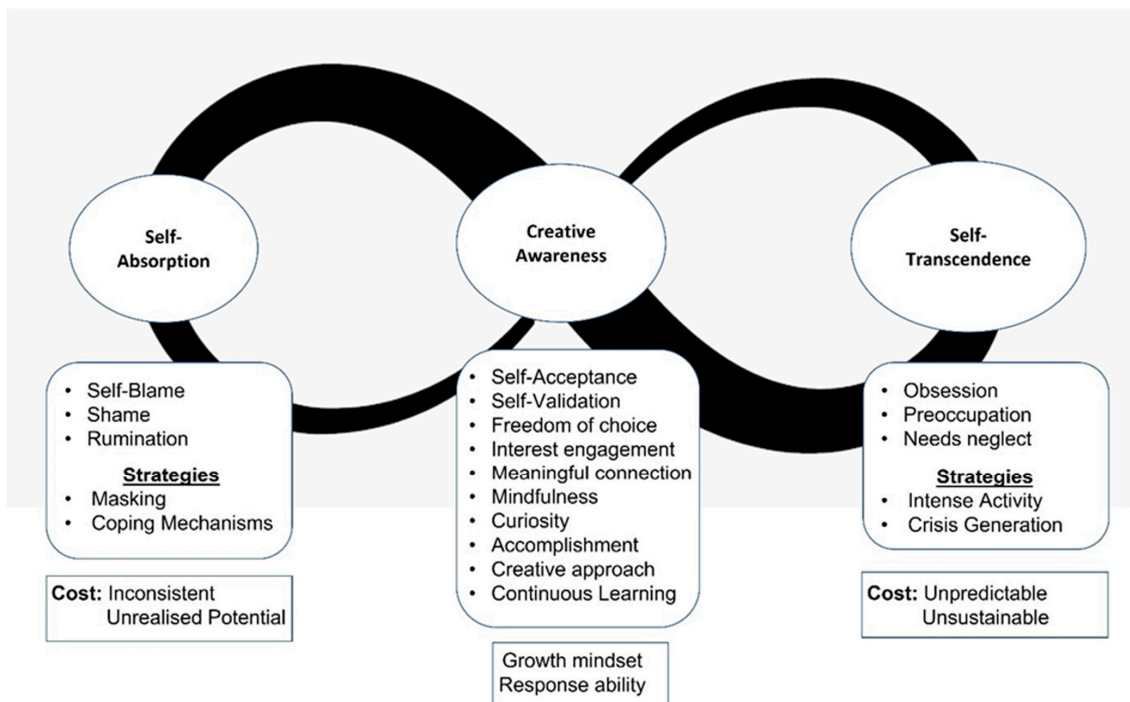 Self-
Absorption
Creative
Awareness
Self-
Transcendence
• Self-Blame
• Shame
• Rumination
Strategies
• Masking
• Coping Mechanisms
Cost: Inconsistent
Unrealised Potential
• Self-Acceptance
• Self-Validation
• Freedom of choice
• Interest engagement
• Meaningful connection
• Mindfulness
• Curiosity
• Accomplishment
• Creative approach
• Continuous Learning
Growth mindset
Response ability
• Obsession
• Preoccupation
• Needs neglect
Strategies
• Intense Activity
• Crisis Generation
Cost: Unpredictable
Unsustainable